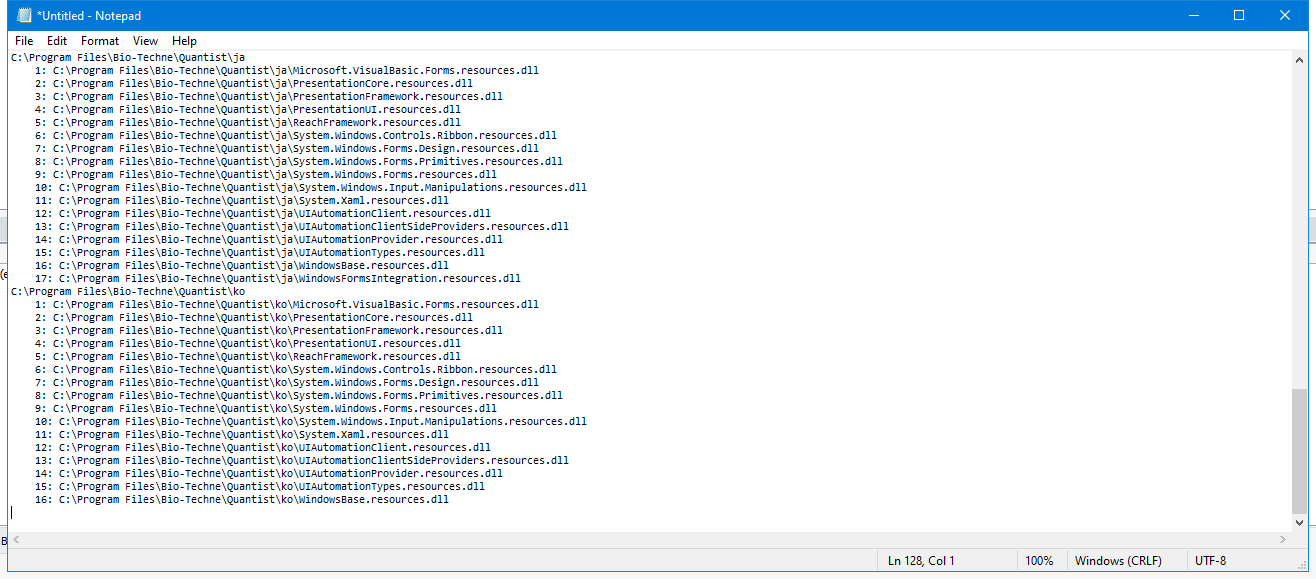 *Untitled - Notepad
File Edit Format View Help
C:\Program Files\Bio-Techne\Quantist\ja
1: C:\Program Files\Bio-Techne\Quantist\ja\Microsoft.VisualBasic.Forms.resources.dll
2: C:\Program Files\Bio-Techne\Quantist\ja\PresentationCore.resources.dll
3: C:\Program Files\Bio-Techne\Quantist\ja\PresentationFramework.resources.dll
4: C:\Program Files\Bio-Techne\Quantist\ja\PresentationUI.resources.dll
5: C:\Program Files\Bio-Techne\Quantist\ja\ReachFramework.resources.dll
6: C:\Program Files\Bio-Techne\Quantist\ja\System.Windows.Controls.Ribbon.resources.dll
7: C:\Program Files\Bio-Techne\Quantist\ja\System.Windows.Forms.Design.resources.dll
8: C:\Program Files\Bio-Techne\Quantist\ja\System.Windows.Forms.Primitives.resources.dll
9: C:\Program Files\Bio-Techne\Quantist\ja\System.Windows.Forms.resources.dll
10: C:\Program Files\Bio-Techne\Quantist\ja\System.Windows.Input.Manipulations.resources.dll
11: C:\Program Files\Bio-Techne\Quantist\ja\System.Xaml.resources.dll
12: C:\Program Files\Bio-Techne\Quantist\ja\UIAutomationClient.resources.dll
13: C:\Program Files\Bio-Techne\Quantist\ja\UIAutomationClientSideProviders.resources.dll
14: C:\Program Files\Bio-Techne\Quantist\ja\UIAutomationProvider.resources.dll
15: C:\Program Files\Bio-Techne\Quantist\ja\UIAutomationTypes.resources.dll
16: C:\Program Files\Bio-Techne\Quantist\ja\WindowsBase.resources.dll
17: C:\Program Files\Bio-Techne\Quantist\ja\WindowsFormsIntegration.resources.dll
C:\Program Files\Bio-Techne\Quantist\ko
1: C:\Program Files\Bio-Techne\Quantist\ko\Microsoft.VisualBasic.Forms.resources.dll
2: C:\Program Files\Bio-Techne\Quantist\ko\PresentationCore.resources.dll
3: C:\Program Files\Bio-Techne\Quantist\ko\PresentationFramework.resources.dll
4: C:\Program Files\Bio-Techne\Quantist\ko\PresentationUI.resources.dll
5: C:\Program Files\Bio-Techne\Quantist\ko\ReachFramework.resources.dll
6: C:\Program Files\Bio-Techne\Quantist\ko\System.Windows.Controls.Ribbon.resources.dll
7: C:\Program Files\Bio-Techne\Quantist\ko\System.Windows.Forms.Design.resources.dll
8: C:\Program Files\Bio-Techne\Quantist\ko\System.Windows.Forms.Primitives.resources.dll
9: C:\Program Files\Bio-Techne\Quantist\ko\System.Windows.Forms.resources.dll
10: C:\Program Files\Bio-Techne\Quantist\ko\System.Windows.Input.Manipulations.resources.dll
11: C:\Program Files\Bio-Techne\Quantist\ko\System.Xaml.resources.dll
12: C:\Program Files\Bio-Techne\Quantist\ko\UIAutomationClient.resources.dll
13: C:\Program Files\Bio-Techne\Quantist\ko\UIAutomationClientSideProviders.resources.dll
14: C:\Program Files\Bio-Techne\Quantist\ko\UIAutomationProvider.resources.dll
15: C:\Program Files\Bio-Techne\Quantist\ko\UIAutomationTypes.resources.dll
16: C:\Program Files\Bio-Techne\Quantist\ko\WindowsBase.resources.dll
Ln 128, Col 1 100% Windows (CRLF) UTF-8